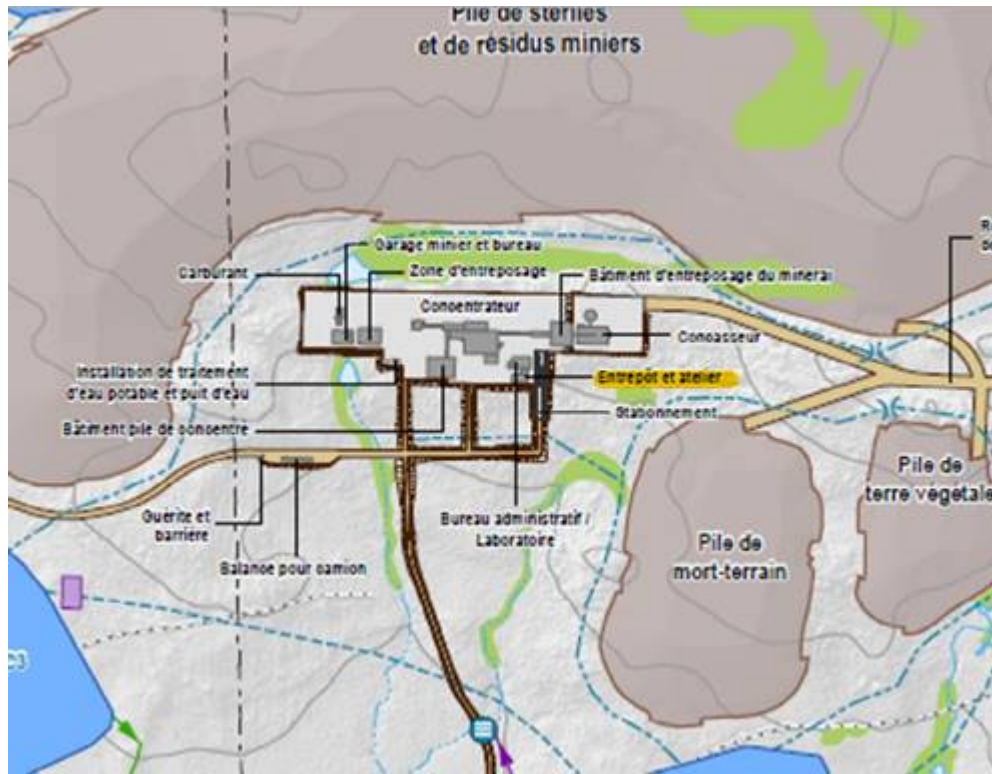 Pile de stériles
et de résidus miniers
Garage minier et bureau
Carburant
Zone d'entreposage
Bâtiment d'entreposage du minerai
Concentrateur
Concasseur
Installation de traitement
d'eau potable et puit d'eau
Entrepôt et atelier
Stationnement
Bâtiment pile de concentré
Pile de
terre végétale
Guérite et
barrière
Bureau administratif /
Laboratoire
Pile de
mort-terrain
Balance pour camion